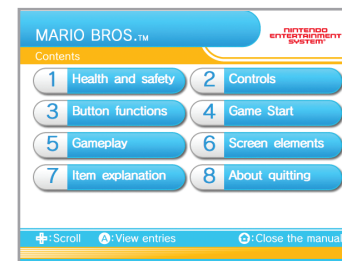 MARIO BROS.™
NINTENDO
ENTERTAINMENT
SYSTEM®
Contents
1 Health and safety
2 Controls
3 Button functions
4 Game Start
5 Gameplay
6 Screen elements
7 Item explanation
8 About quitting
:Scroll A:View entries :Close the manual